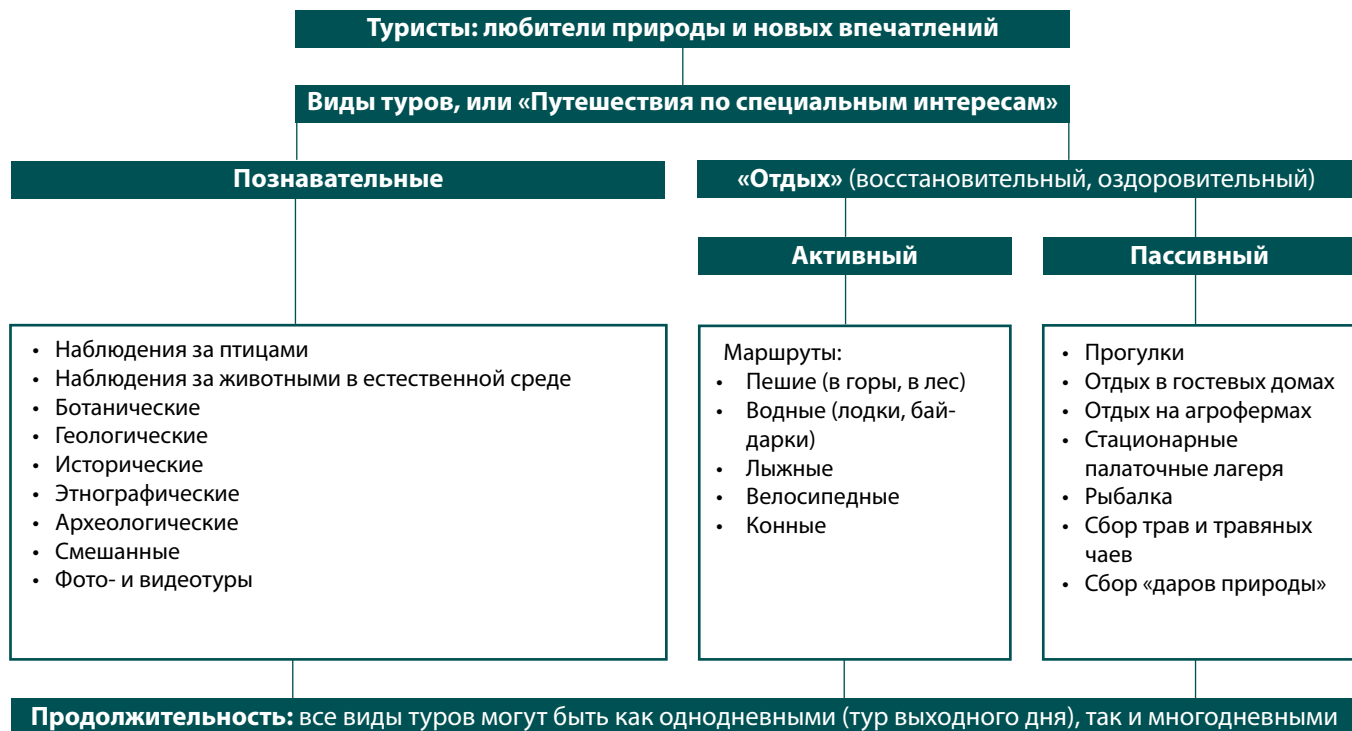 Туристы: любители природы и новых впечатлений
Виды туров, или «Путешествия по специальным интересам»
Познавательные
«Отдых» (восстановительный, оздоровительный)
Активный
Пассивный
• Наблюдения за птицами
• Наблюдения за животными в естественной среде
• Ботанические
• Геологические
• Исторические
• Этнографические
• Археологические
• Смешанные
• Фото- и видеотуры
Маршруты:
• Пешие (в горы, в лес)
• Водные (лодки, бай-
дарки)
• Лыжные
• Велосипедные
• Конные
• Прогулки
• Отдых в гостевых домах
• Отдых на агрофермах
• Стационарные
палаточные лагеря
• Рыбалка
• Сбор трав и травяных
чаев
• Сбор «даров природы»
Продолжительность: все виды туров могут быть как однодневными (тур выходного дня), так и многодневными